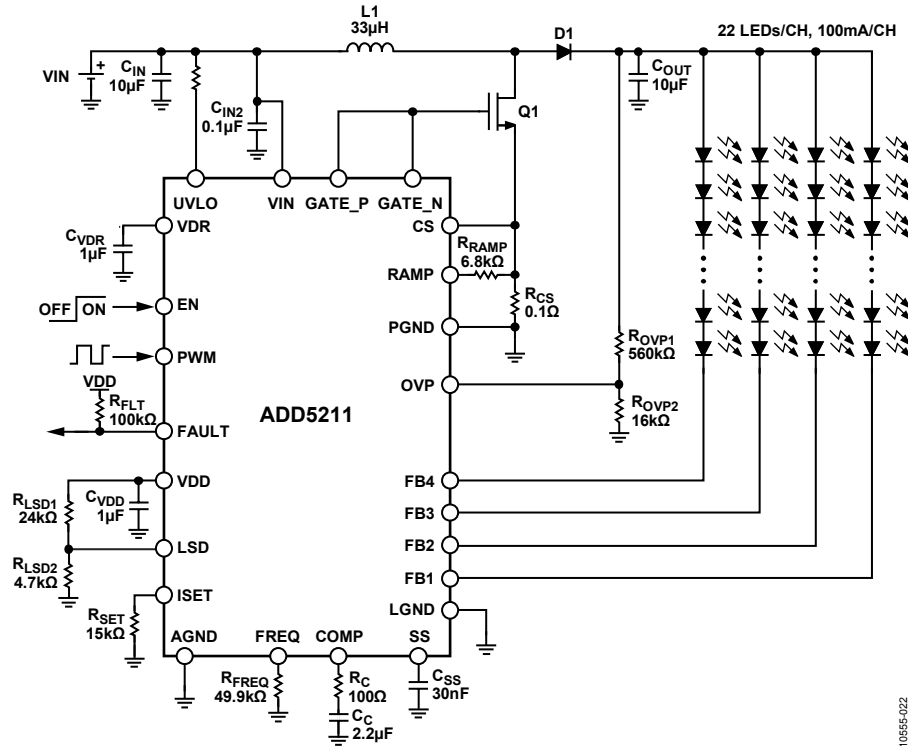 L1
33µH
D1
22 LEDs/CH, 100mA/CH
VIN
+
CIN
10µF
CIN2
0.1µF
COUT
10µF
Q1
UVLO
VIN
GATE_P
GATE_N
CVDR
1µF
VDR
CS
RRAMP
6.8kΩ
RAMP
RCS
0.1Ω
OFF
ON
EN
PGND
PWM
ROVP1
560kΩ
OVP
VDD
RFLT
100kΩ
ADD5211
ROVP2
16kΩ
FAULT
VDD
FB4
RLSD1
24kΩ
CVDD
1µF
FB3
LSD
FB2
RLSD2
4.7kΩ
FB1
ISET
RSET
15kΩ
LGND
AGND
FREQ
COMP
SS
RFREQ
49.9kΩ
RC
100Ω
CSS
30nF
CC
2.2µF
10555-022